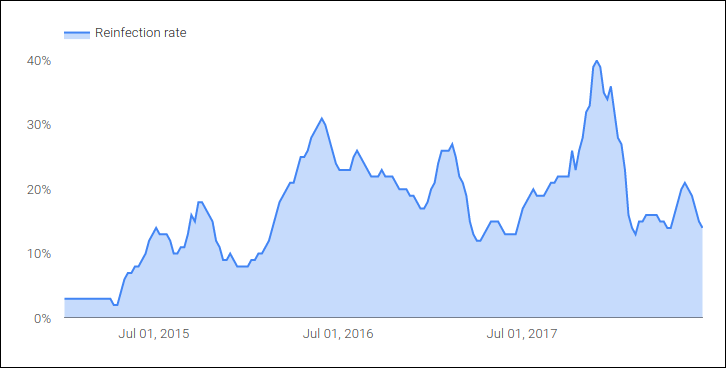 Reinfection rate
40%
30%
20%
10%
0%
Jul 01, 2015
Jul 01, 2016
Jul 01, 2017